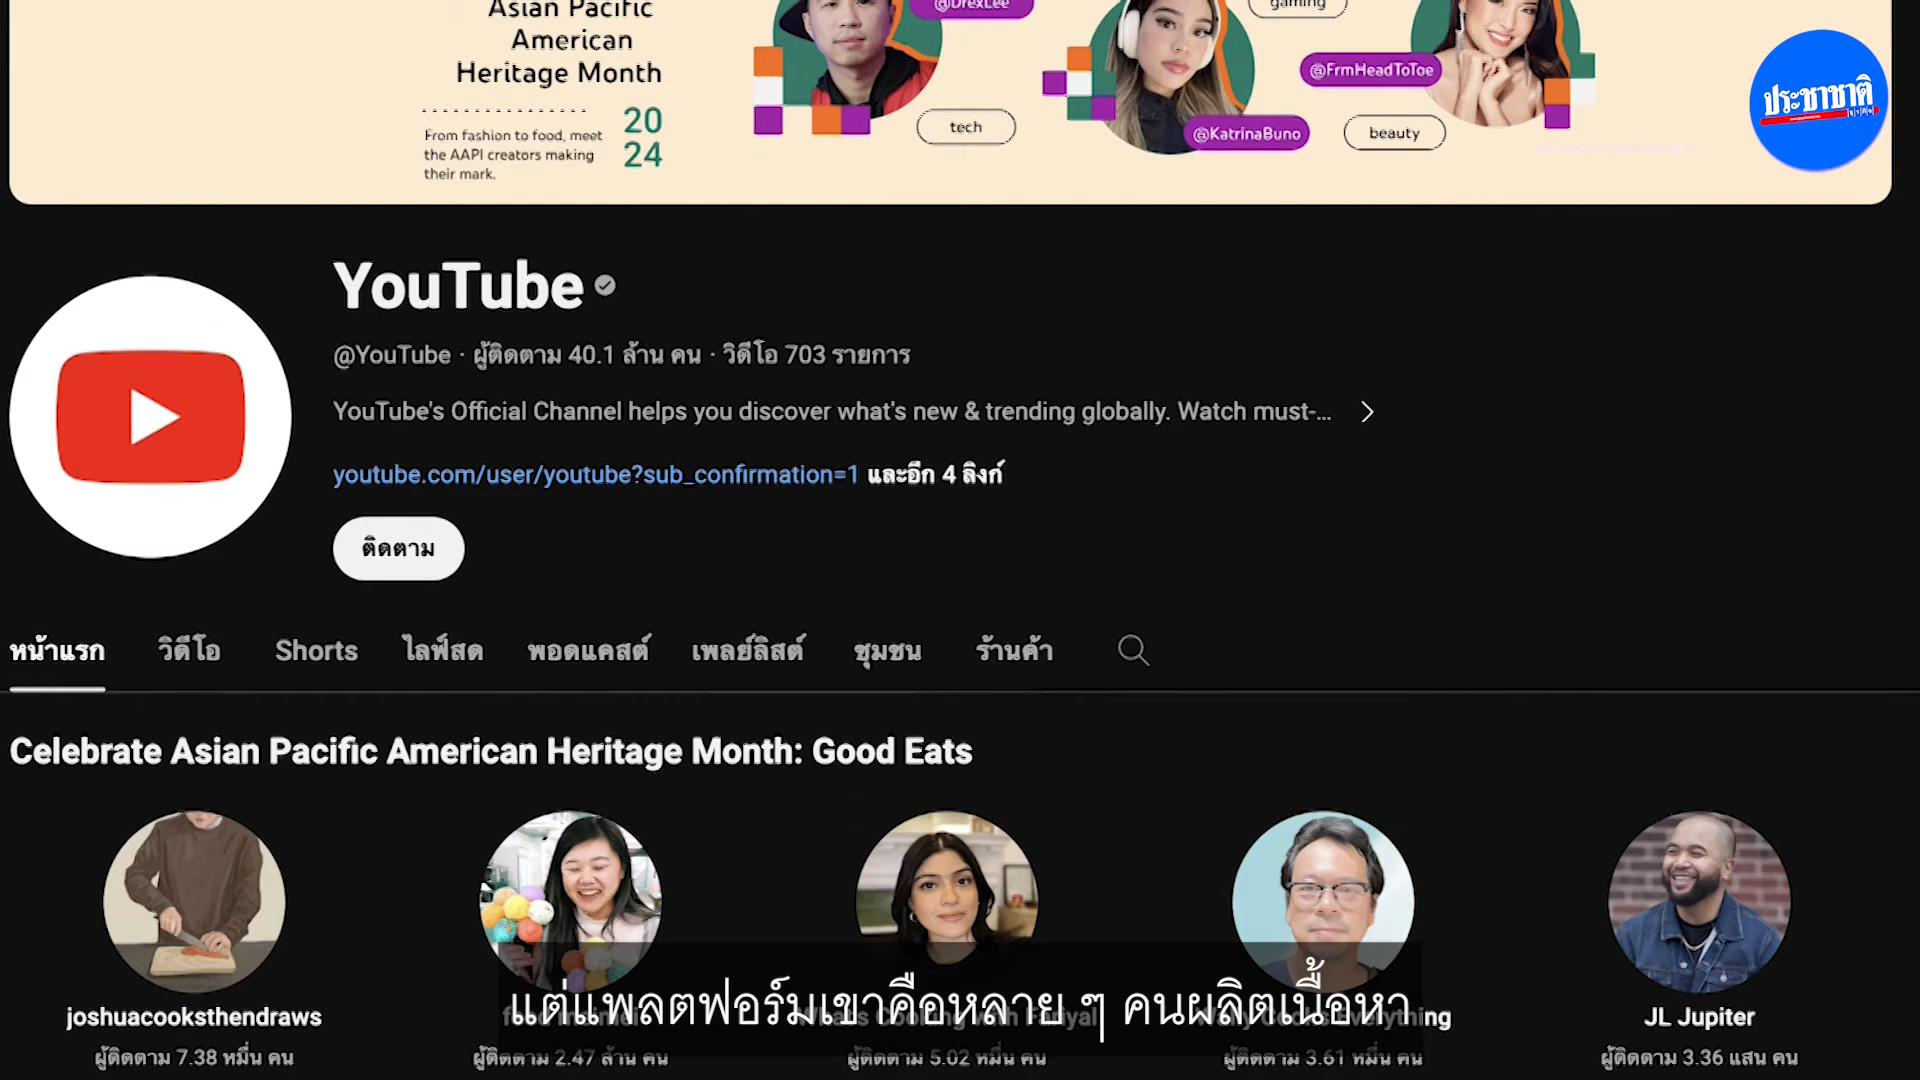 Asian Pacific
American
Heritage Month
From fashion to food, meet
the AAPI creators making
their mark.
20
24
@DrexLee
tech
gaming
@KatrinaBuno
@FrmHeadToToe
beauty
ประชาชาติ
YouTube
@YouTube · ผู้ติดตาม 40.1 ล้าน คน · วิดีโอ 703 รายการ
YouTube's Official Channel helps you discover what's new & trending globally. Watch must-...
youtube.com/user/youtube?sub_confirmation=1 และอีก 4 ลิงก์
ติดตาม
หน้าแรก วิดีโอ Shorts ไลฟ์สด พอดแคสต์ เพลย์ลิสต์ ชุมชน ร้านค้า
Celebrate Asian Pacific American Heritage Month: Good Eats
joshuacooksthendraws
JL Jupiter
แต่แพลตฟอร์มเขาคือหลาย ๆ คนผลิตเนื้อหา
ผู้ติดตาม 7.38 หมื่น คน
ผู้ติดตาม 2.47 ล้าน คน
ผู้ติดตาม 5.02 หมื่น คน
ผู้ติดตาม 3.61 หมื่น คน
ผู้ติดตาม 3.36 แสน คน